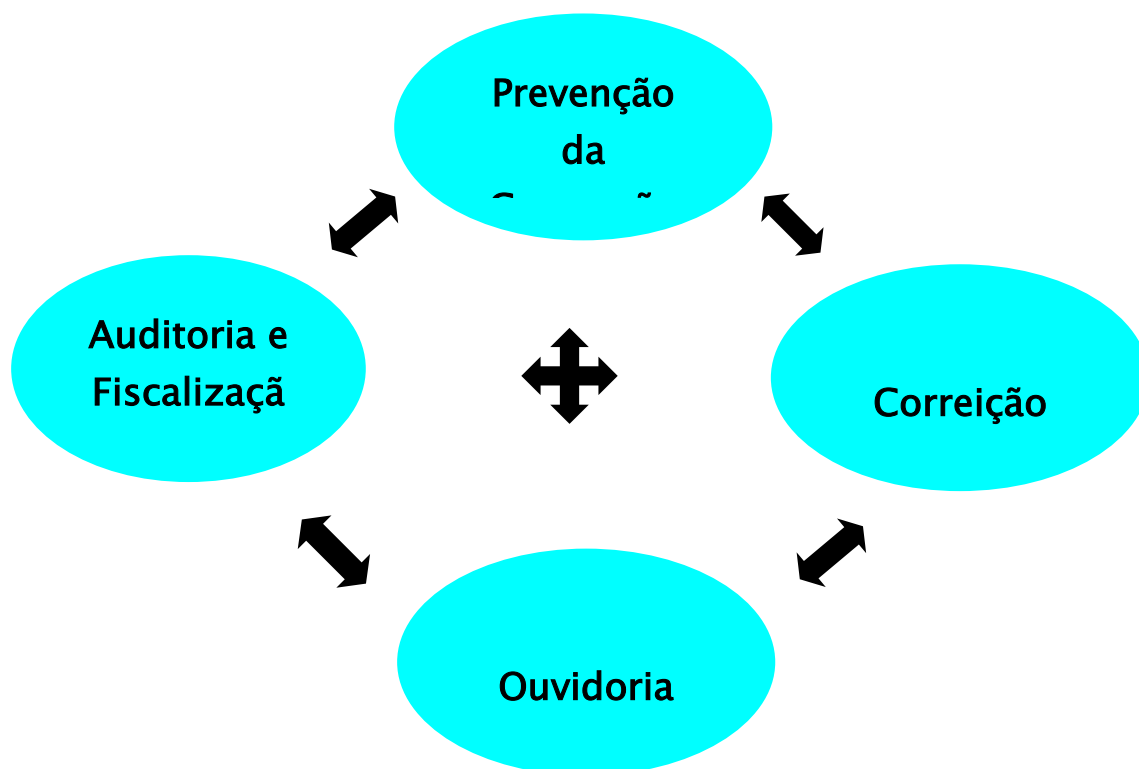 Prevenção
da
Auditoria e
Fiscalizaçã
Correição
Ouvidoria